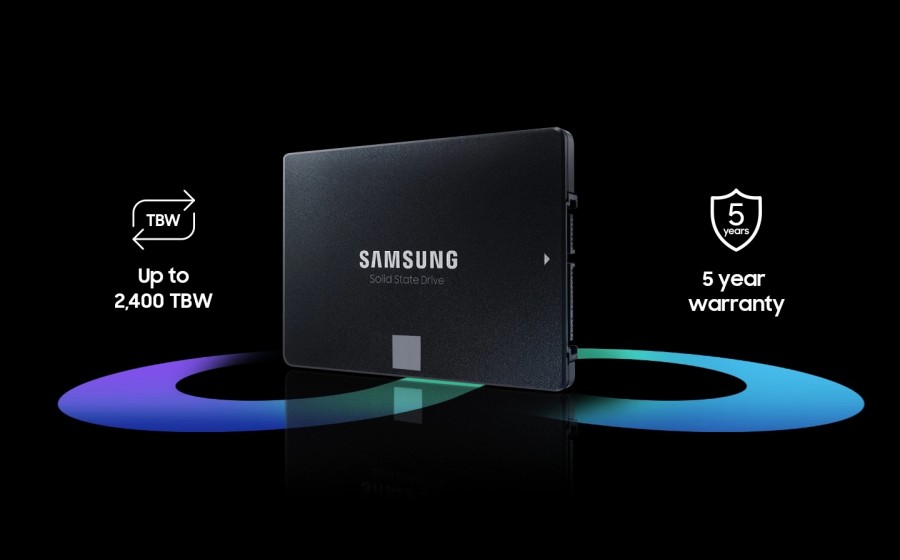 TBW
Up to
2,400 TBW
SAMSUNG
Solid State Drive
5
years
5 year
warranty